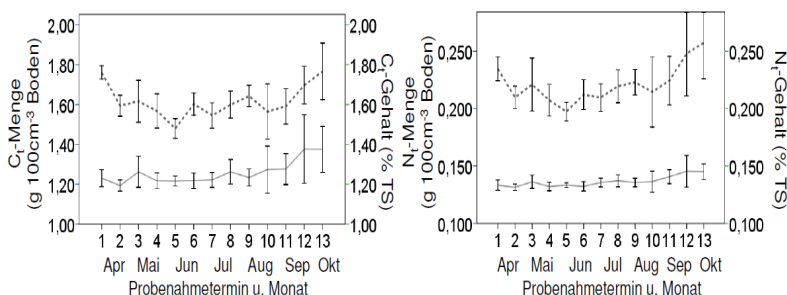 2,00
1,80
1,60
1,40
1,20
1,00
Ct-Menge
(g 100cm-³ Boden)
2,00
1,80
1,60
1,40
1,20
1,00
Ct-Gehalt (% TS)
1 2 3 4 5 6 7 8 9 10 11 12 13
Apr Mai Jun Jul Aug Sep Okt
Probenahmetermin u. Monat
0,250
0,200
0,150
0,100
Nt-Menge
(g 100cm-³ Boden)
0,250
0,200
0,150
0,100
Nt-Gehalt (% TS)
1 2 3 4 5 6 7 8 9 10 11 12 13
Apr Mai Jun Jul Aug Sep Okt
Probenahmetermin u. Monat